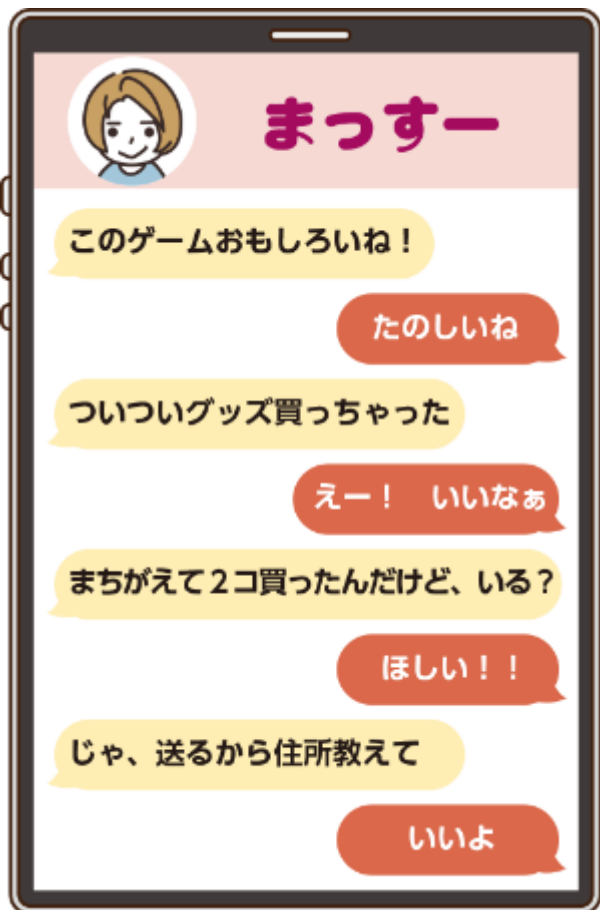 まっすー
このゲームおもしろいね！
たのしいね
ついついグッズ買っちゃった
えー！　いいなぁ
まちがえて２コ買ったんだけど、いる？
ほしい！！
じゃ、送るから住所教えて
いいよ